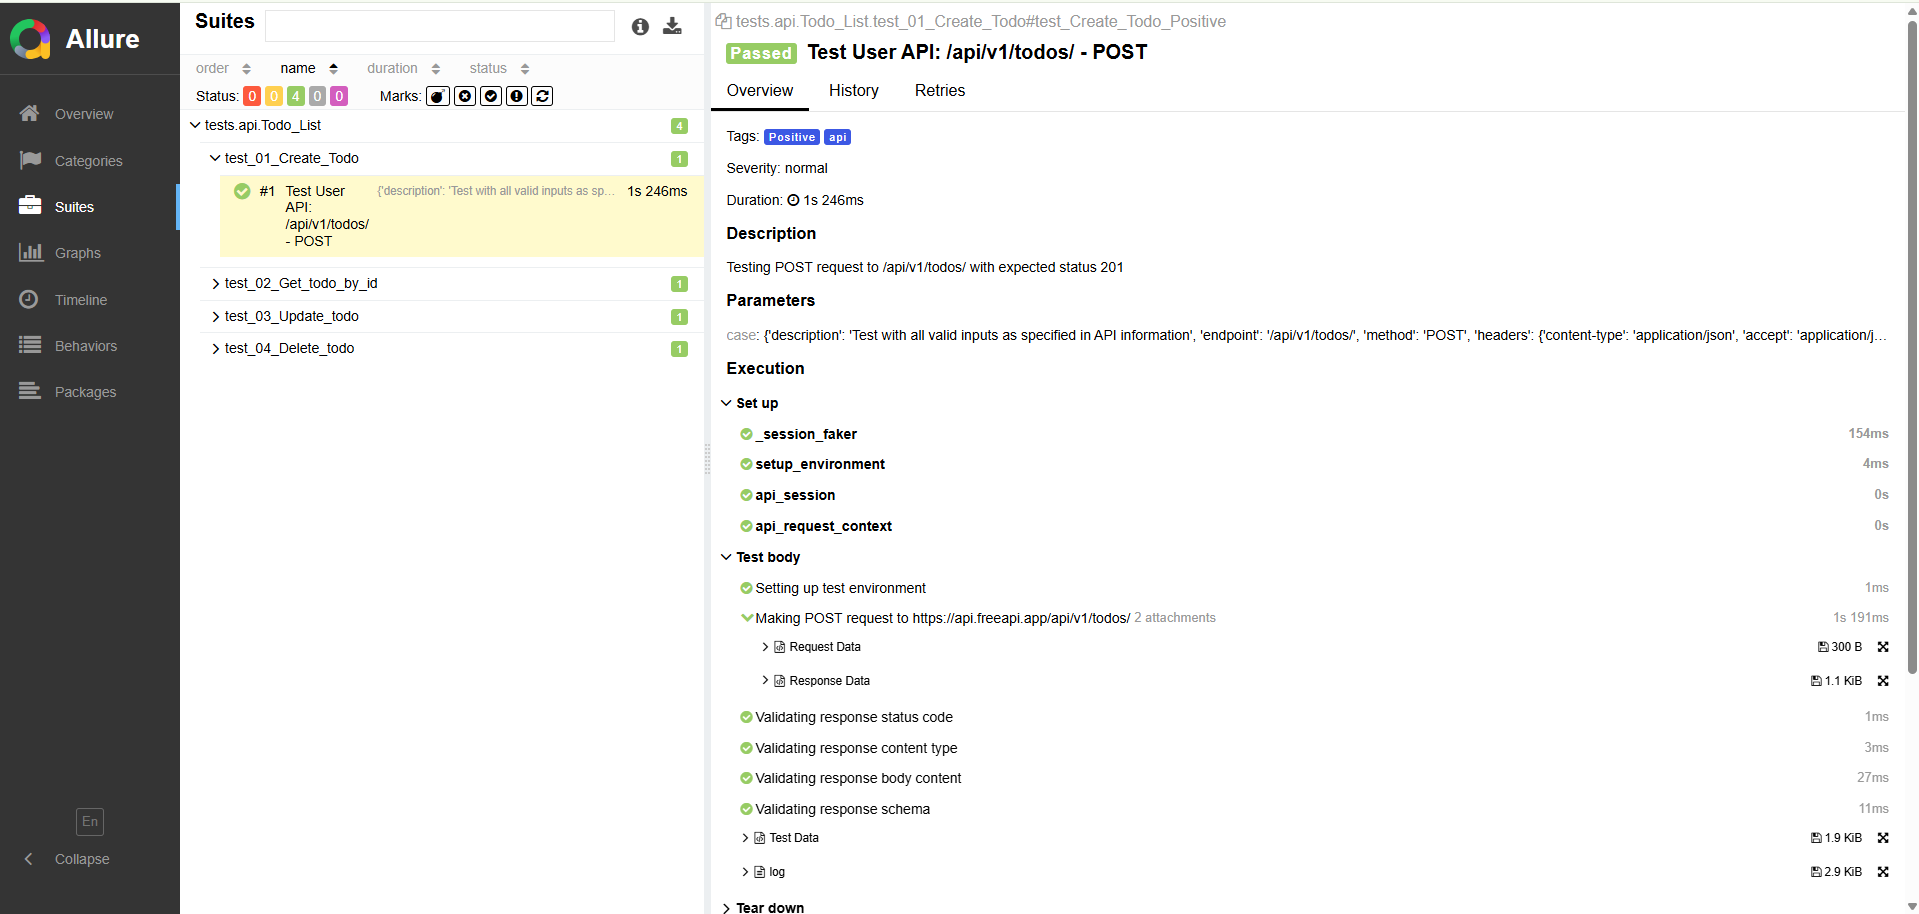 Allure
Overview
Categories
Suites
Graphs
Timeline
Behaviors
Packages
En
Collapse
Suites
order name duration status
Status: 0 0 4 0 0 Marks:
tests.api.Todo_List 4
test_01_Create_Todo 1
#1 Test User API: /api/v1/todos/ - POST {'description': 'Test with all valid inputs as sp... 1s 246ms
test_02_Get_todo_by_id 1
test_03_Update_todo 1
test_04_Delete_todo 1
tests.api.Todo_List.test_01_Create_Todo#test_Create_Todo_Positive
Passed Test User API: /api/v1/todos/ - POST
Overview History Retries
Tags: Positive api
Severity: normal
Duration: 1s 246ms
Description
Testing POST request to /api/v1/todos/ with expected status 201
Parameters
case: {'description': 'Test with all valid inputs as specified in API information', 'endpoint': '/api/v1/todos/', 'method': 'POST', 'headers': {'content-type': 'application/json', 'accept': 'application/j...
Execution
Set up
_session_faker 154ms
setup_environment 4ms
api_session 0s
api_request_context 0s
Test body
Setting up test environment 1ms
Making POST request to https://api.freeapi.app/api/v1/todos/ 2 attachments 1s 191ms
Request Data 300 B
Response Data 1.1 KiB
Validating response status code 1ms
Validating response content type 3ms
Validating response body content 27ms
Validating response schema 11ms
Test Data 1.9 KiB
log 2.9 KiB
Tear down